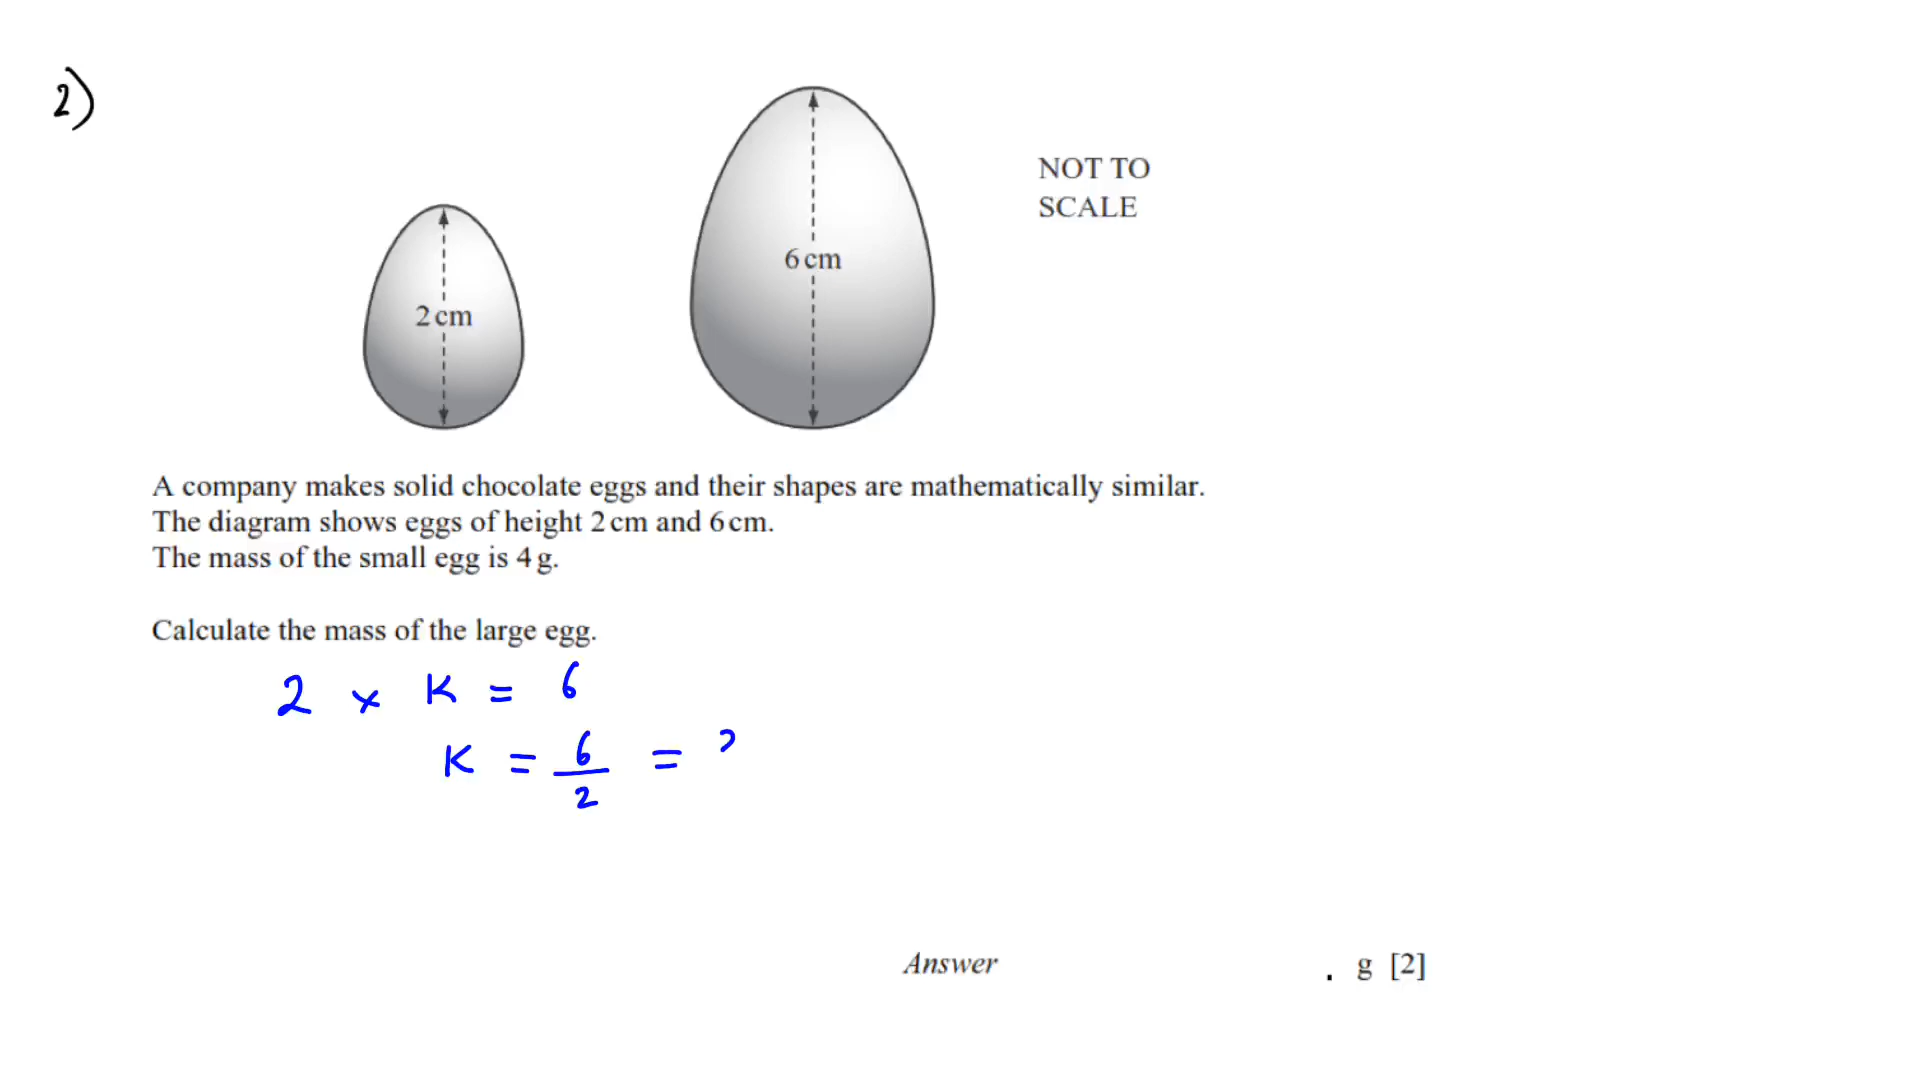 2)
2 cm
6 cm
NOT TO
SCALE
A company makes solid chocolate eggs and their shapes are mathematically similar.
The diagram shows eggs of height 2 cm and 6 cm.
The mass of the small egg is 4 g.
Calculate the mass of the large egg.
2 × K = 6
K = 6/2 =
Answer . g [2]